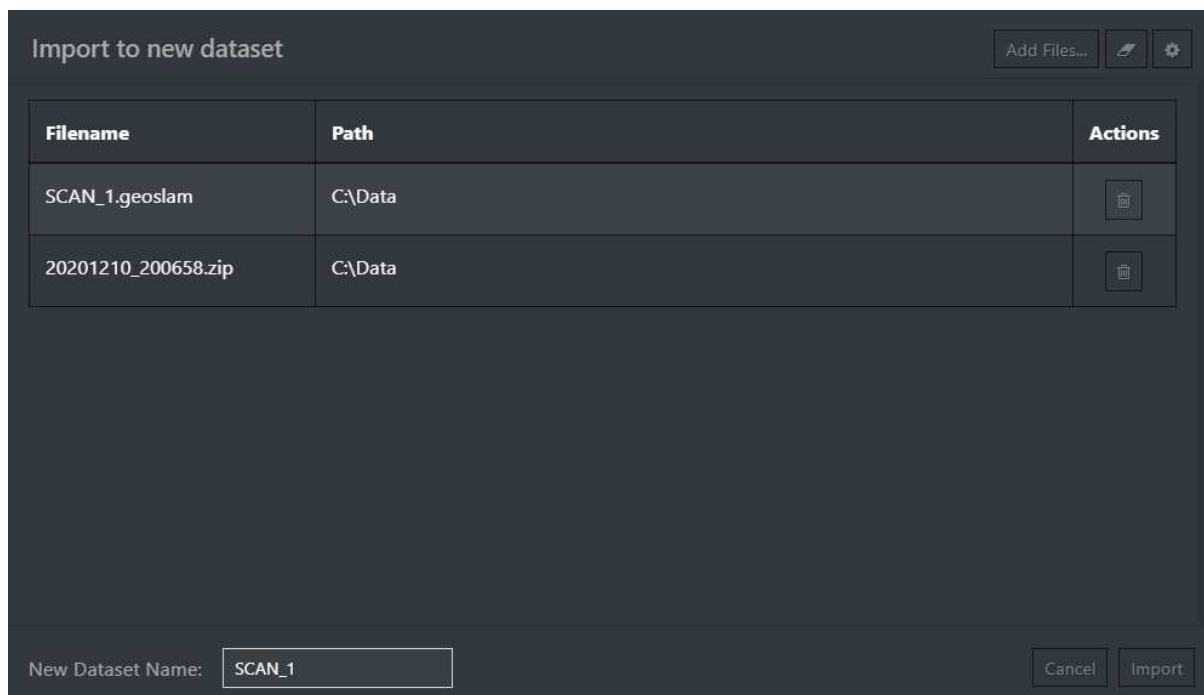 Import to new dataset Add Files...
Filename Path Actions
SCAN_1.geoslam C:\Data
20201210_200658.zip C:\Data
New Dataset Name: SCAN_1 Cancel Import